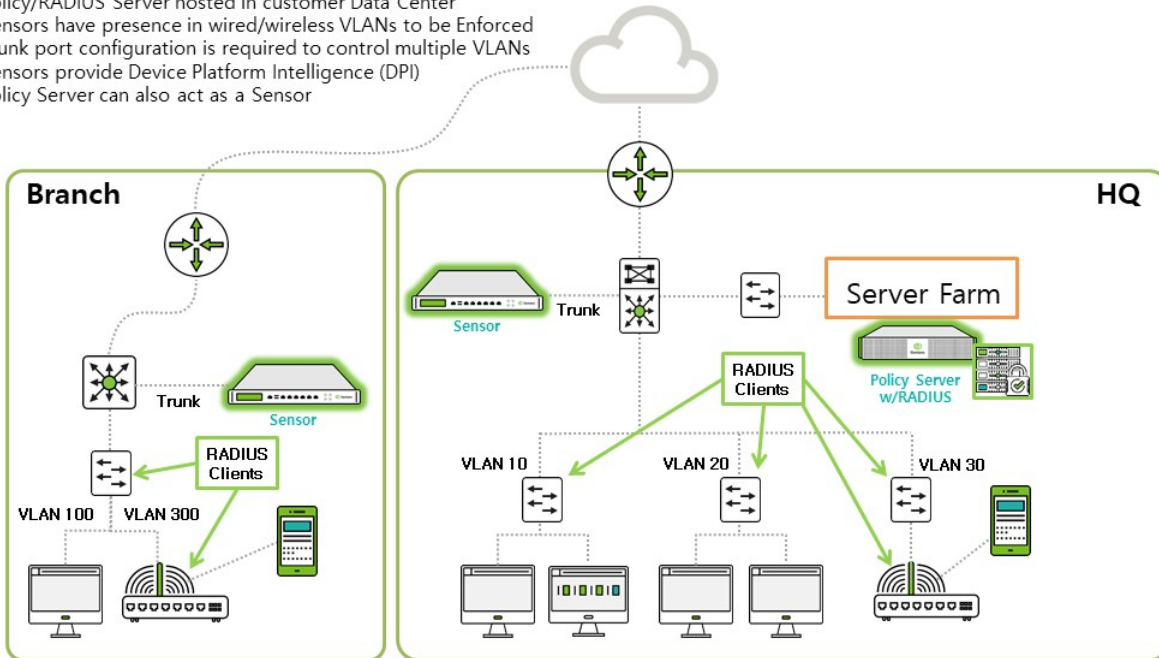 olicy/RADIUS Server hosted in customer Data Center
ensors have presence in wired/wireless VLANs to be Enforced
unk port configuration is required to control multiple VLANs
ensors provide Device Platform Intelligence (DPI)
olicy Server can also act as a Sensor
Branch
HQ
Trunk
Sensor
Server Farm
Policy Server
w/RADIUS
RADIUS
Clients
Trunk
Sensor
RADIUS
Clients
VLAN 10
VLAN 20
VLAN 30
VLAN 100
VLAN 300